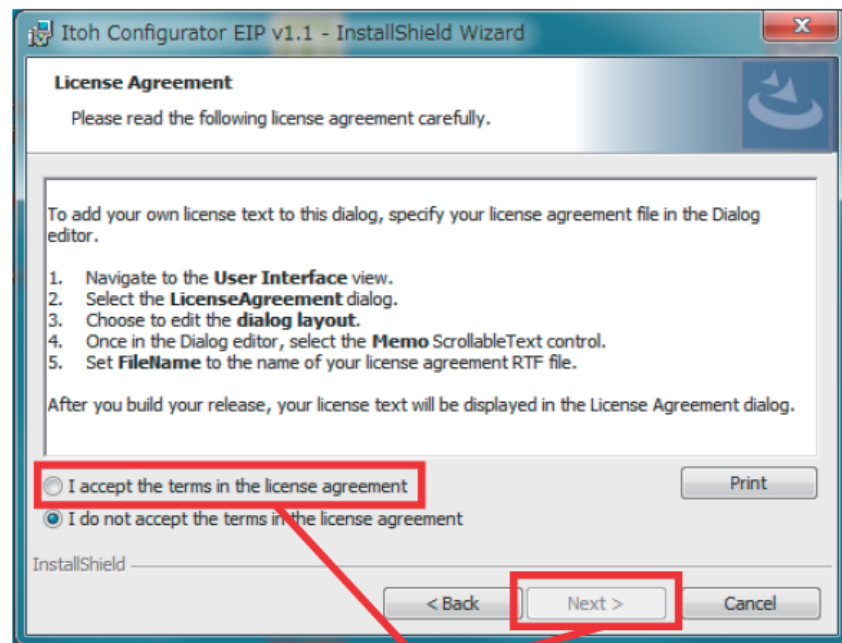 Itoh Configurator EIP v1.1 - InstallShield Wizard
License Agreement
Please read the following license agreement carefully.
To add your own license text to this dialog, specify your license agreement file in the Dialog
editor.
1. Navigate to the User Interface view.
2. Select the LicenseAgreement dialog.
3. Choose to edit the dialog layout.
4. Once in the Dialog editor, select the Memo ScrollableText control.
5. Set FileName to the name of your license agreement RTF file.
After you build your release, your license text will be displayed in the License Agreement dialog.
I accept the terms in the license agreement
Print
I do not accept the terms in the license agreement
InstallShield
< Back
Next >
Cancel